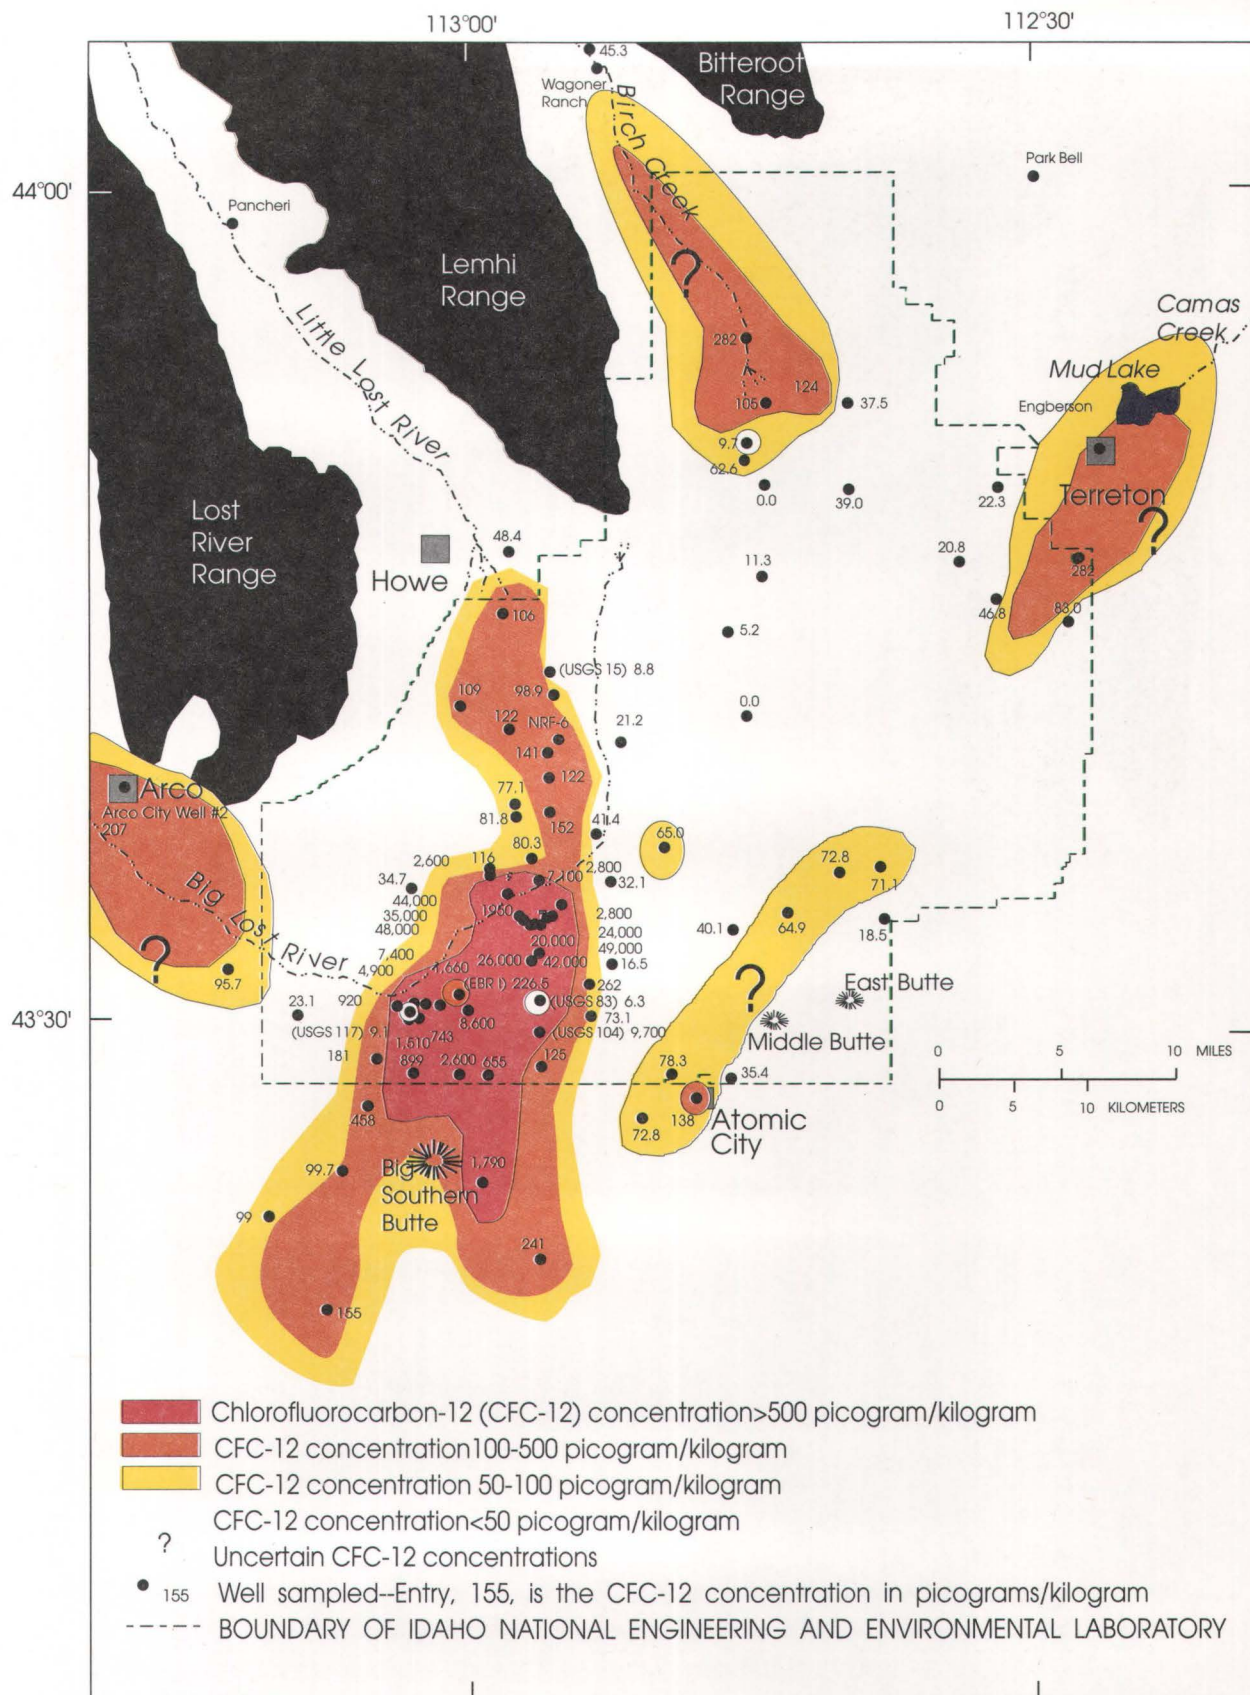 113°00'
112°30'
45.3
Wagoner
Ranch
Bitteroot
Range
Birch Creek
Park Bell
44°00'
Pancheri
Lemhi
Range
?
Little Lost River
282
124
105
37.5
9.7
62.6
0.0
39.0
Camas
Creek
Mud Lake
Engberson
Terreton
?
22.3
20.8
282
46.8
83.0
Lost
River
Range
48.4
Howe
11.3
106
5.2
(USGS 15) 8.8
98.9
109
0.0
122
NRF-6
21.2
141
122
Arco
Arco City Well #2
207
77.1
81.8
152
41.4
65.0
80.3
116
2,600
2,800
7,100
32.1
34.7
72.8
71.1
44,000
35,000
48,000
1960
2,800
24,000
49,000
20,000
64.9
40.1
18.5
Big Lost River
?
95.7
7,400
4,900
26,000
42,000
16.5
1,660
(EBR I) 226.5
262
?
East Butte
43°30'
23.1
920
(USGS 83) 6.3
73.1
(USGS 117) 9.1
8,600
(USGS 104) 9,700
Middle Butte
1,510
743
181
899
2,600
655
125
78.3
35.4
0 5 10 MILES
0 5 10 KILOMETERS
458
138
72.8
Atomic
City
99.7
Big
Southern
Butte
1,790
99
241
155
Chlorofluorocarbon-12 (CFC-12) concentration>500 picogram/kilogram
CFC-12 concentration100-500 picogram/kilogram
CFC-12 concentration 50-100 picogram/kilogram
CFC-12 concentration<50 picogram/kilogram
? Uncertain CFC-12 concentrations
155 Well sampled--Entry, 155, is the CFC-12 concentration in picograms/kilogram
BOUNDARY OF IDAHO NATIONAL ENGINEERING AND ENVIRONMENTAL LABORATORY